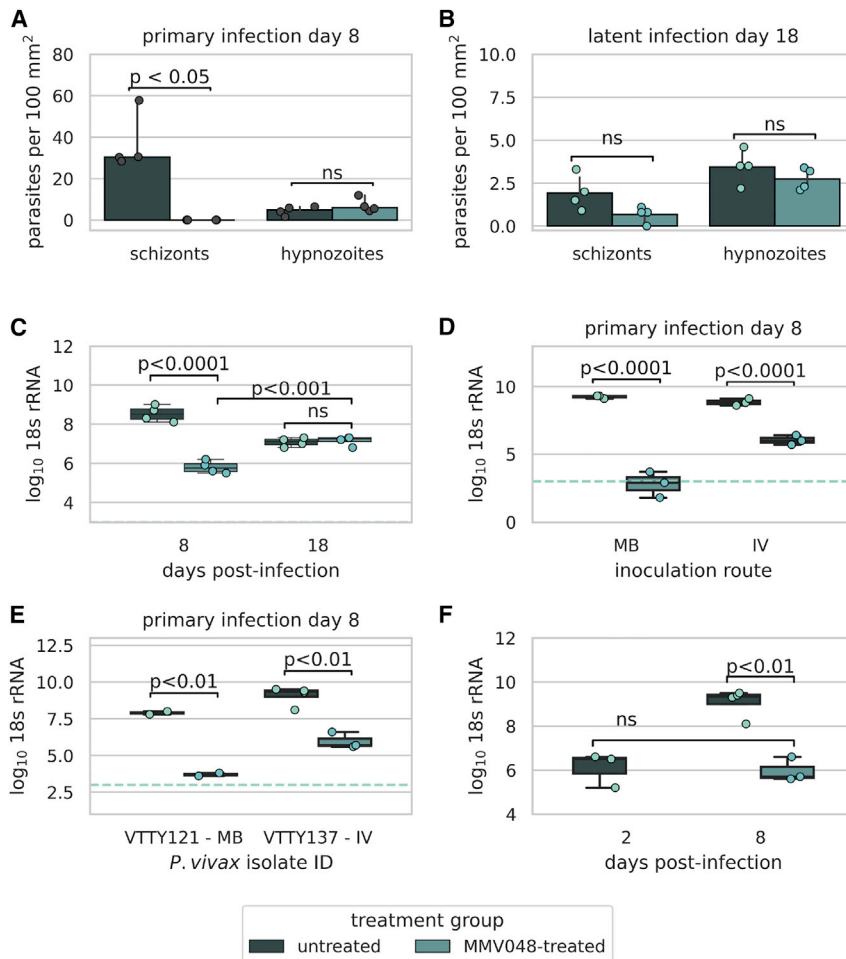 A
primary infection day 8
parasites per 100 mm²
80
60
40
20
0
p < 0.05
ns
schizonts
hypnozoites
B
latent infection day 18
parasites per 100 mm²
10.0
7.5
5.0
2.5
0.0
ns
ns
schizonts
hypnozoites
C
log₁₀ 18s rRNA
12
10
8
6
4
p<0.0001
p<0.001
ns
8
18
days post-infection
D
primary infection day 8
log₁₀ 18s rRNA
10
5
0
p<0.0001
p<0.0001
MB
IV
inoculation route
E
primary infection day 8
log₁₀ 18s rRNA
12.5
10.0
7.5
5.0
2.5
p<0.01
p<0.01
VTTY121 - MB
VTTY137 - IV
P. vivax isolate ID
F
log₁₀ 18s rRNA
12
10
8
6
4
ns
p<0.01
2
8
days post-infection
treatment group
untreated
MMV048-treated